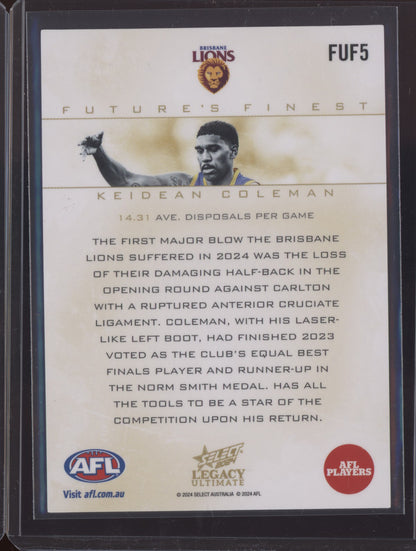 BRISBANE
LIONS
FUF5
FUTURE'S FINEST
KEIDEAN COLEMAN
14.31 AVE. DISPOSALS PER GAME
THE FIRST MAJOR BLOW THE BRISBANE
LIONS SUFFERED IN 2024 WAS THE LOSS
OF THEIR DAMAGING HALF-BACK IN THE
OPENING ROUND AGAINST CARLTON
WITH A RUPTURED ANTERIOR CRUCIATE
LIGAMENT. COLEMAN, WITH HIS LASER-
LIKE LEFT BOOT, HAD FINISHED 2023
VOTED AS THE CLUB'S EQUAL BEST
FINALS PLAYER AND RUNNER-UP IN
THE NORM SMITH MEDAL. HAS ALL
THE TOOLS TO BE A STAR OF THE
COMPETITION UPON HIS RETURN.
AFL
Visit afl.com.au
SELECT
LEGACY
ULTIMATE
© 2024 SELECT AUSTRALIA © 2024 AFL
AFL
PLAYERS